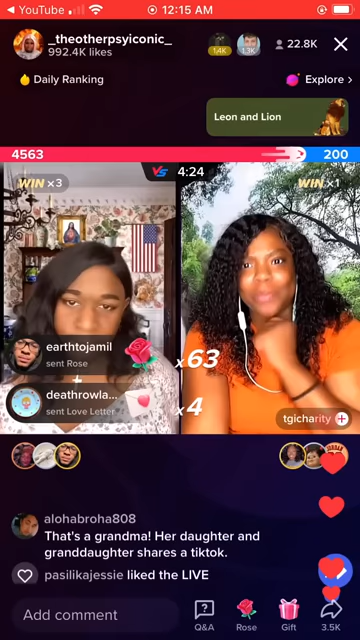 YouTube
12:15 AM
_theotherpsyiconic_
992.4K likes
1.4K
1.3K
22.8K
Daily Ranking
Explore
Leon and Lion
4563
200
VS
4:24
WIN x3
WIN x1
earthtojamil
sent Rose
x63
deathrowla...
sent Love Letter
x4
tgicharity
alohabroha808
That's a grandma! Her daughter and
granddaughter shares a tiktok.
pasilikajessie liked the LIVE
Add comment
Q&A
Rose
Gift
3.5K